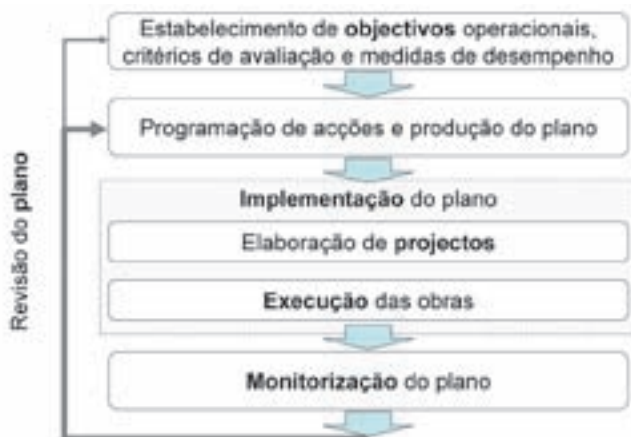 Estabelecimento de objectivos operacionais,
critérios de avaliação e medidas de desempenho
Programação de acções e produção do plano
Implementação do plano
Elaboração de projectos
Execução das obras
Monitorização do plano
Revisão do plano